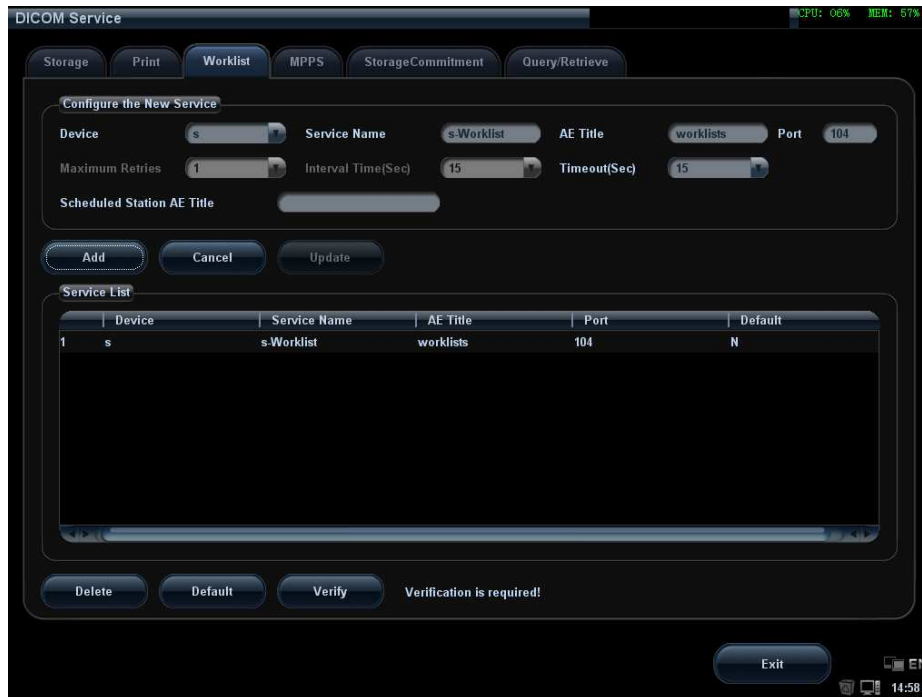 DICOM Service CPU: 06% MEM: 57%
Storage Print Worklist MPPS StorageCommitment Query/Retrieve
Configure the New Service
Device s Service Name s-Worklist AE Title worklists Port 104
Maximum Retries 1 Interval Time(Sec) 15 Timeout(Sec) 15
Scheduled Station AE Title
Add Cancel Update
Service List
Device Service Name AE Title Port Default
1 s s-Worklist worklists 104 N
Delete Default Verify Verification is required!
Exit
14:58